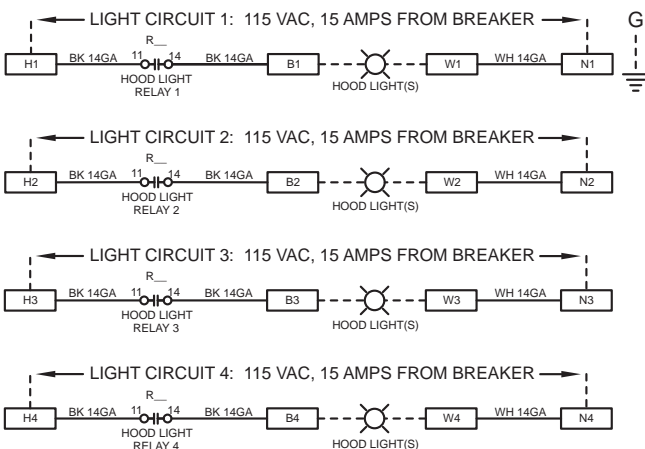 LIGHT CIRCUIT 1: 115 VAC, 15 AMPS FROM BREAKER
G
H1 BK 14GA 11 R__ 14 BK 14GA B1 W1 WH 14GA N1
HOOD LIGHT
RELAY 1
HOOD LIGHT(S)
LIGHT CIRCUIT 2: 115 VAC, 15 AMPS FROM BREAKER
H2 BK 14GA 11 R__ 14 BK 14GA B2 W2 WH 14GA N2
HOOD LIGHT
RELAY 2
HOOD LIGHT(S)
LIGHT CIRCUIT 3: 115 VAC, 15 AMPS FROM BREAKER
H3 BK 14GA 11 R__ 14 BK 14GA B3 W3 WH 14GA N3
HOOD LIGHT
RELAY 3
HOOD LIGHT(S)
LIGHT CIRCUIT 4: 115 VAC, 15 AMPS FROM BREAKER
H4 BK 14GA 11 R__ 14 BK 14GA B4 W4 WH 14GA N4
HOOD LIGHT
RELAY 4
HOOD LIGHT(S)